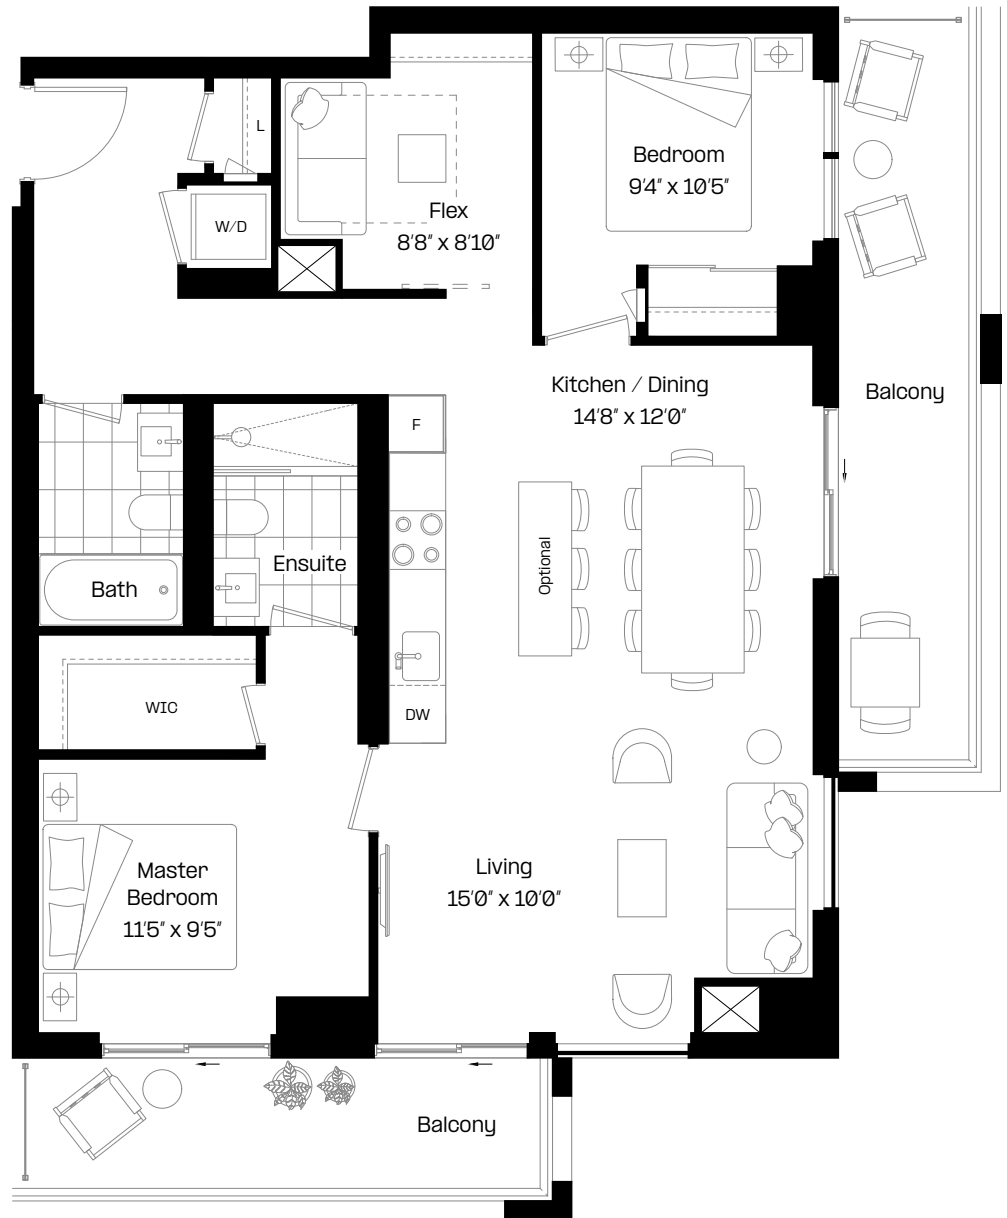 L
Bedroom
9'4" x 10'5"
W/D
Flex
8'8" x 8'10"
Kitchen / Dining
14'8" x 12'0"
Balcony
F
Optional
Ensuite
Bath
WIC
DW
Living
15'0" x 10'0"
Master
Bedroom
11'5" x 9'5"
Balcony